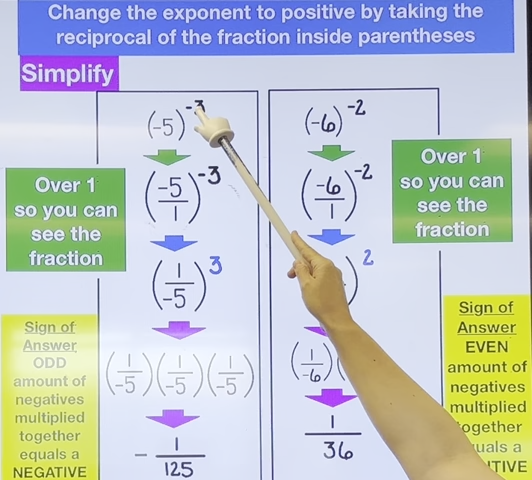 Change the exponent to positive by taking the
reciprocal of the fraction inside parentheses
Simplify
(-5)^-3
(-5/1)^-3
(1/-5)^3
(1/-5)(1/-5)(1/-5)
- 1/125
Over 1
so you can
see the
fraction
Sign of
Answer
ODD
amount of
negatives
multiplied
together
equals a
NEGATIVE
(-6)^-2
(-6/1)^-2
)^2
(1/-6)(
1/36
Over 1
so you can
see the
fraction
Sign of
Answer
EVEN
amount of
negatives
multiplied
together
equals a